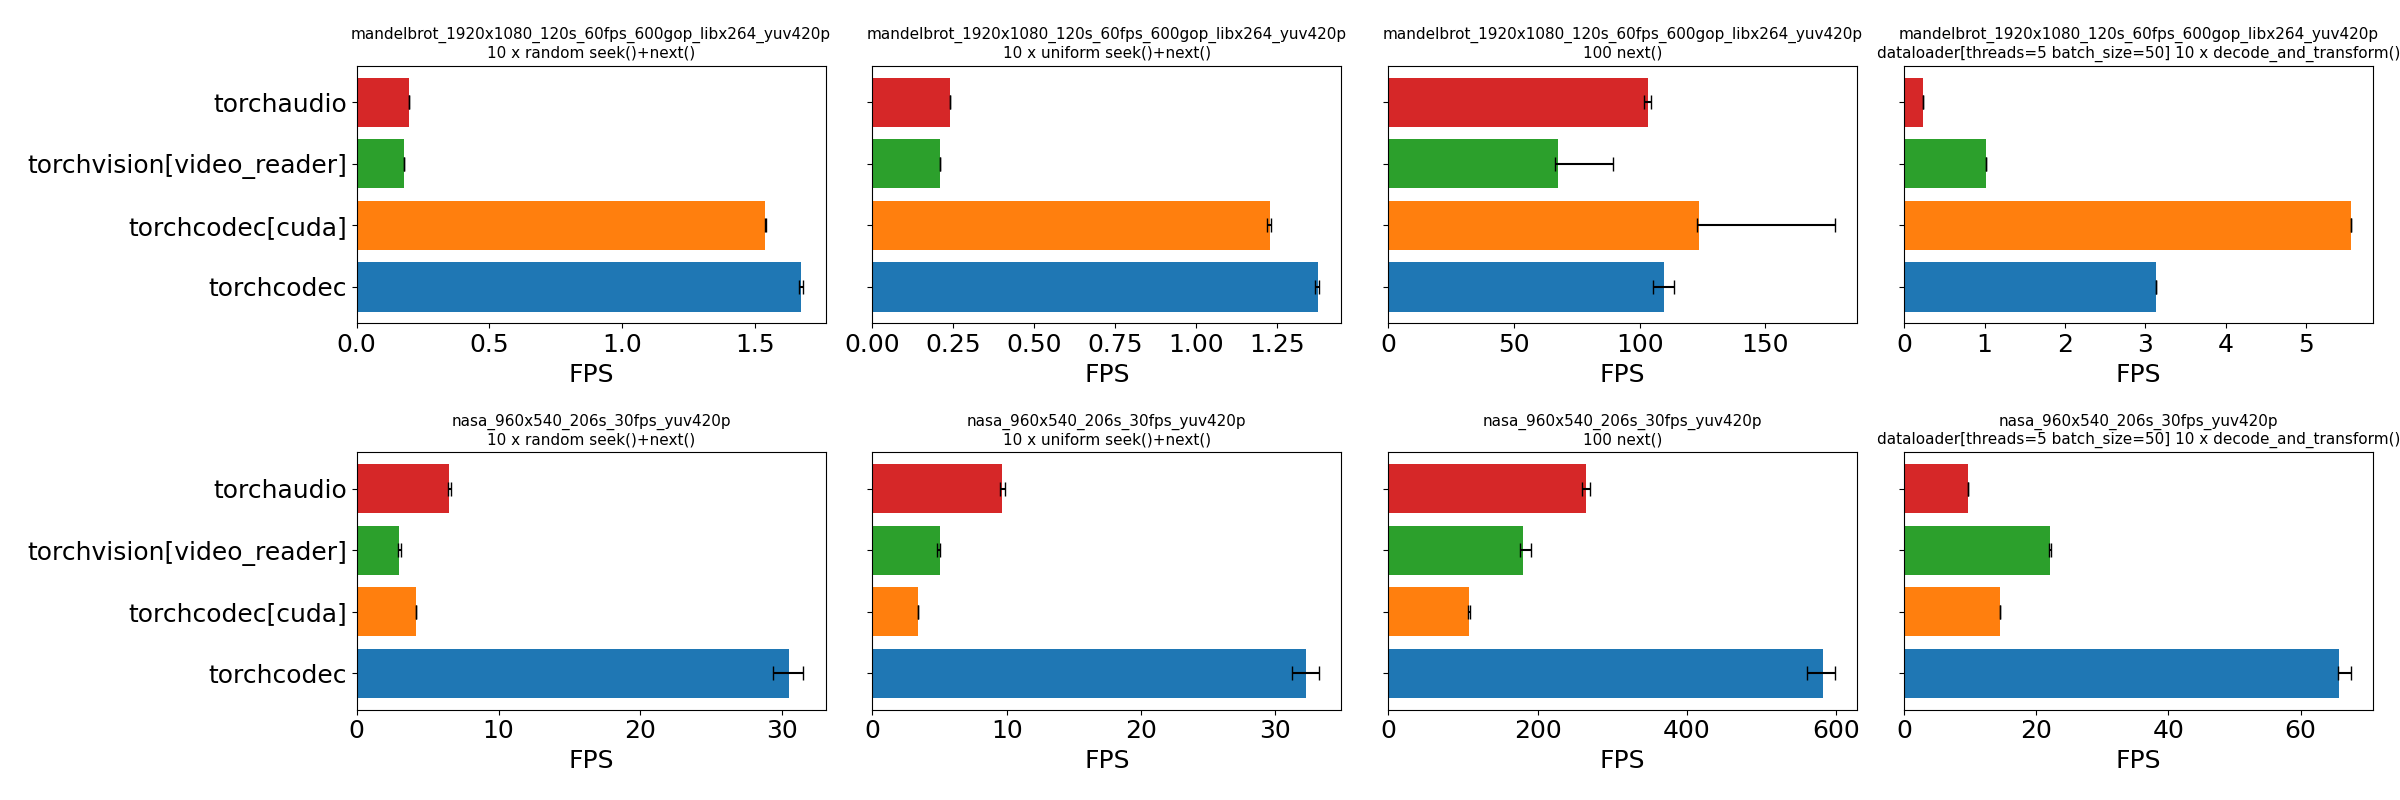 mandelbrot_1920x1080_120s_60fps_600gop_libx264_yuv420p
10 x random seek()+next()
mandelbrot_1920x1080_120s_60fps_600gop_libx264_yuv420p
10 x uniform seek()+next()
mandelbrot_1920x1080_120s_60fps_600gop_libx264_yuv420p
100 next()
mandelbrot_1920x1080_120s_60fps_600gop_libx264_yuv420p
dataloader[threads=5 batch_size=50] 10 x decode_and_transform()
torchaudio
torchvision[video_reader]
torchcodec[cuda]
torchcodec
0.0 0.5 1.0 1.5
FPS
0.00 0.25 0.50 0.75 1.00 1.25
FPS
0 50 100 150
FPS
0 1 2 3 4 5
FPS
nasa_960x540_206s_30fps_yuv420p
10 x random seek()+next()
nasa_960x540_206s_30fps_yuv420p
10 x uniform seek()+next()
nasa_960x540_206s_30fps_yuv420p
100 next()
nasa_960x540_206s_30fps_yuv420p
dataloader[threads=5 batch_size=50] 10 x decode_and_transform()
torchaudio
torchvision[video_reader]
torchcodec[cuda]
torchcodec
0 10 20 30
FPS
0 10 20 30
FPS
0 200 400 600
FPS
0 20 40 60
FPS